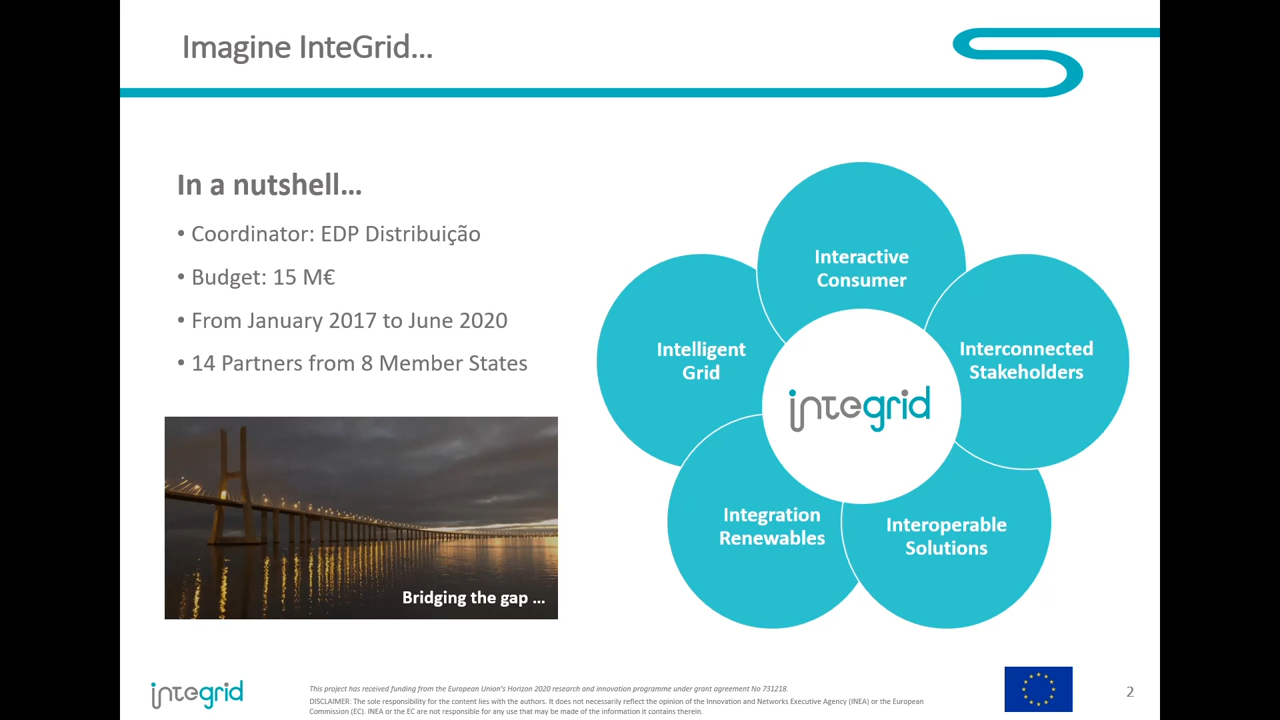 Imagine InteGrid...
In a nutshell...
• Coordinator: EDP Distribuição
• Budget: 15 M€
• From January 2017 to June 2020
• 14 Partners from 8 Member States
Bridging the gap ...
Interactive
Consumer
Intelligent
Grid
Interconnected
Stakeholders
integrid
Integration
Renewables
Interoperable
Solutions
integrid
This project has received funding from the European Union's Horizon 2020 research and innovation programme under grant agreement No 731218.
DISCLAIMER: The sole responsibility for the content lies with the authors. It does not necessarily reflect the opinion of the Innovation and Networks Executive Agency (INEA) or the European
Commission (EC). INEA or the EC are not responsible for any use that may be made of the information it contains therein.
2